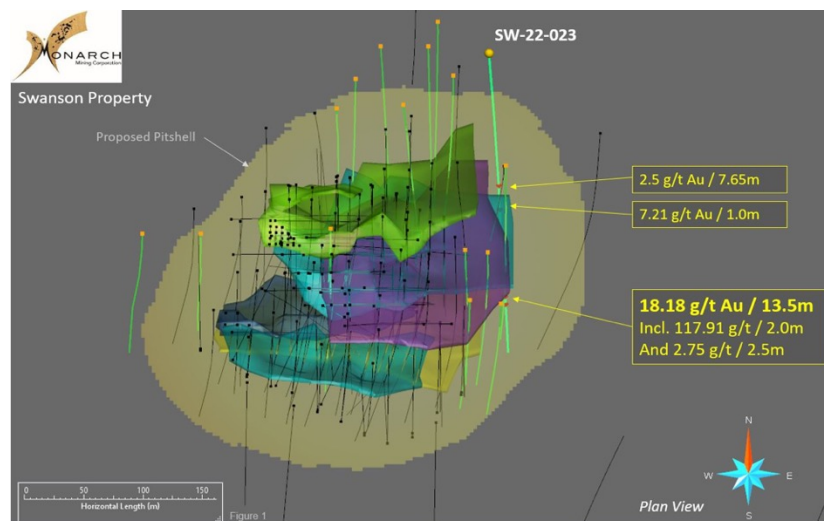 MONARCH
Mining Corporation
Swanson Property
SW-22-023
Proposed Pitshell
2.5 g/t Au / 7.65m
7.21 g/t Au / 1.0m
18.18 g/t Au / 13.5m
Incl. 117.91 g/t / 2.0m
And 2.75 g/t / 2.5m
N
W
E
S
0 50 100 150
Horizontal Length (m)
Figure 1
Plan View